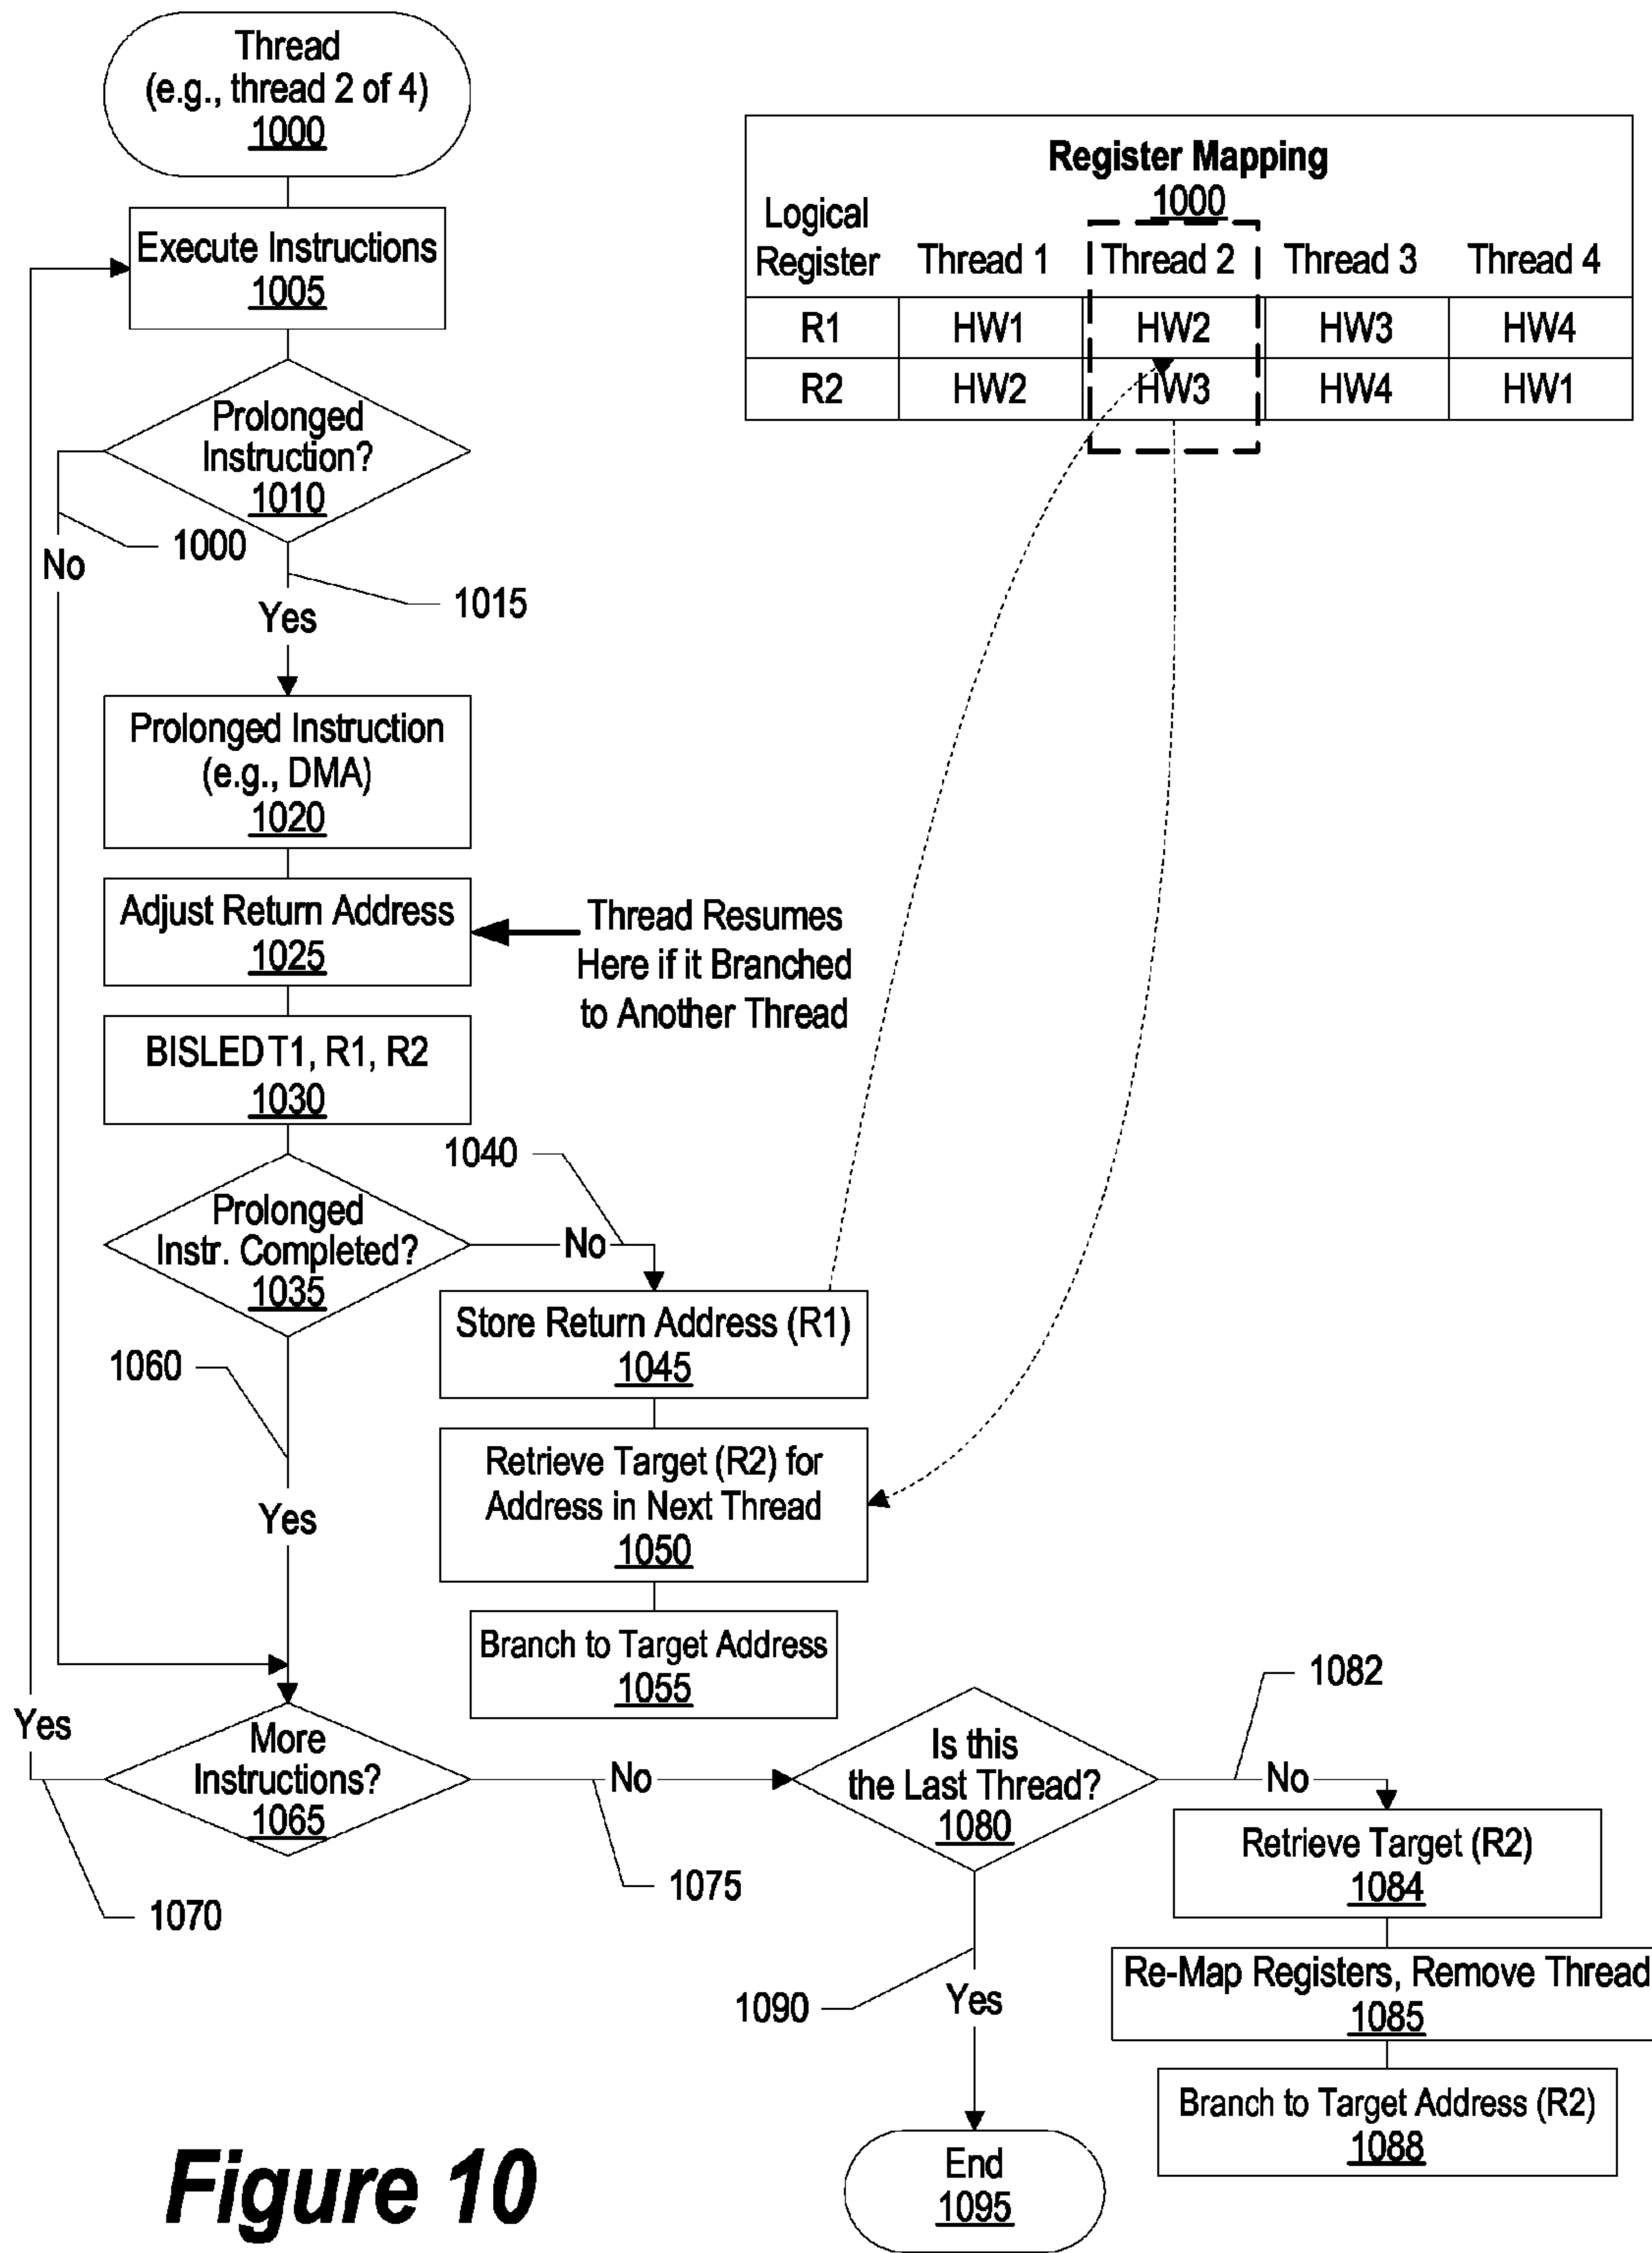 Thread
(e.g., thread 2 of 4)
1000
Execute Instructions
1005
Prolonged
Instruction?
1010
1000
No
1015
Yes
Prolonged Instruction
(e.g., DMA)
1020
Adjust Return Address
1025
Thread Resumes
Here if it Branched
to Another Thread
BISLED T1, R1, R2
1030
1040
Prolonged
Instr. Completed?
1035
No
Store Return Address (R1)
1045
1060
Yes
Retrieve Target (R2) for
Address in Next Thread
1050
Branch to Target Address
1055
Yes
More
Instructions?
1065
1070
No
1075
Is this
the Last Thread?
1080
1082
No
Retrieve Target (R2)
1084
Re-Map Registers, Remove Thread
1085
Branch to Target Address (R2)
1088
1090
Yes
End
1095
Register Mapping
1000
Logical
Register Thread 1 Thread 2 Thread 3 Thread 4
R1 HW1 HW2 HW3 HW4
R2 HW2 HW3 HW4 HW1
Figure 10